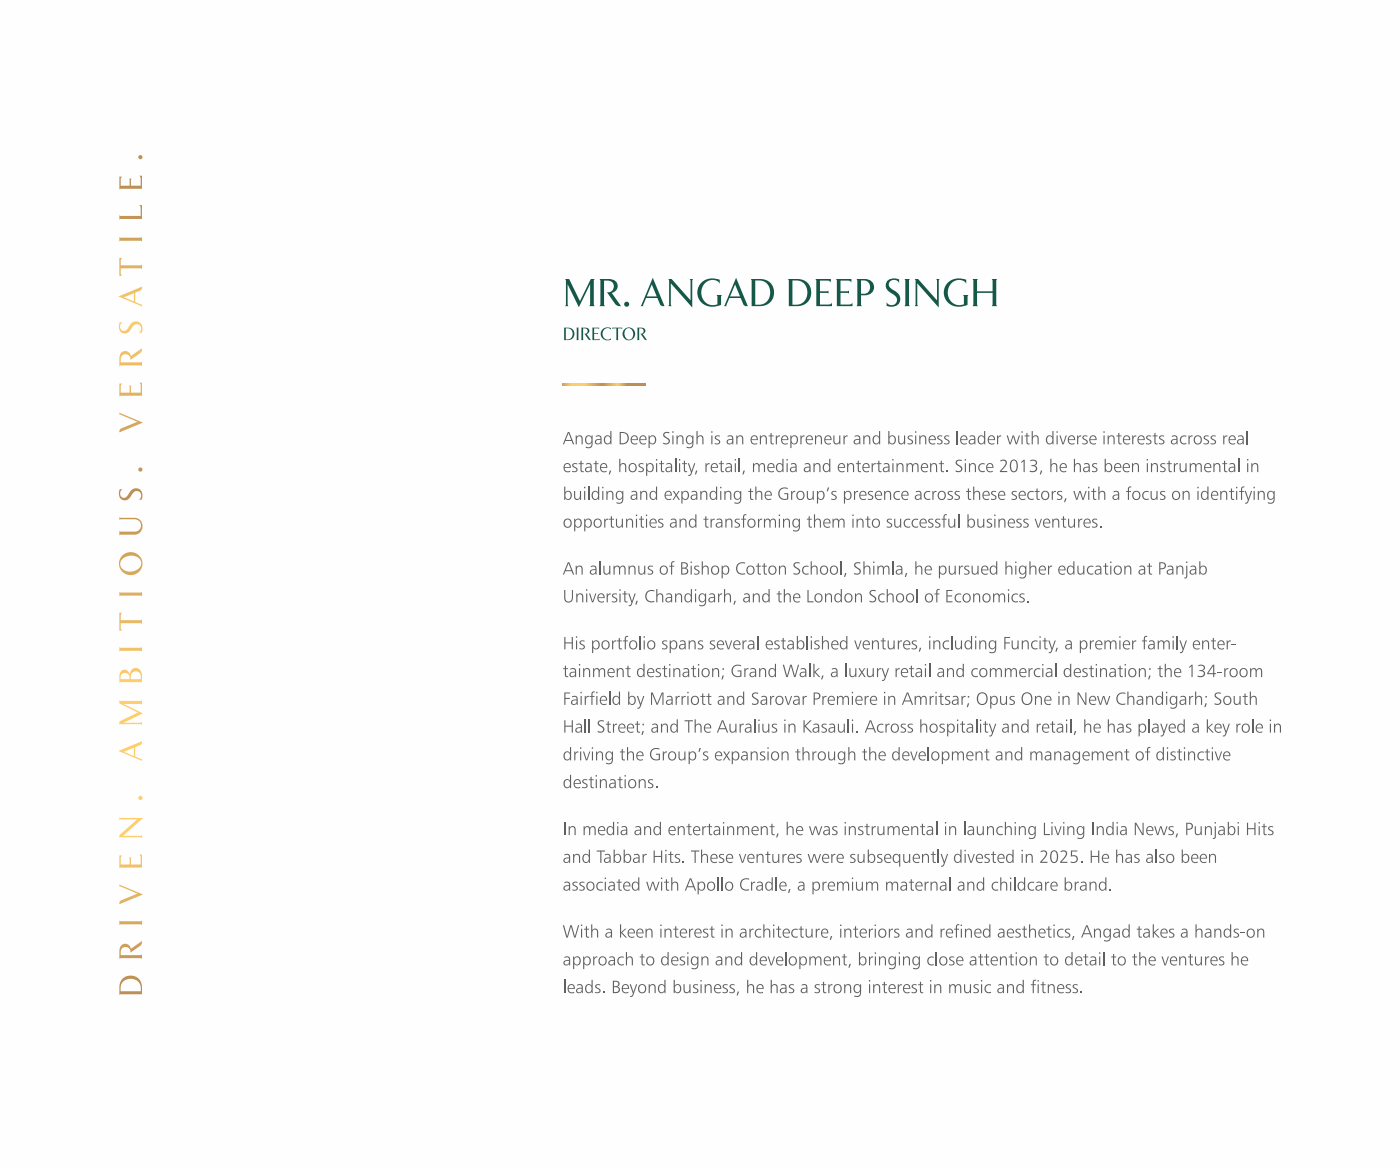 DRIVEN. AMBITIOUS. VERSATILE.
MR. ANGAD DEEP SINGH
DIRECTOR
Angad Deep Singh is an entrepreneur and business leader with diverse interests across real
estate, hospitality, retail, media and entertainment. Since 2013, he has been instrumental in
building and expanding the Group’s presence across these sectors, with a focus on identifying
opportunities and transforming them into successful business ventures.
An alumnus of Bishop Cotton School, Shimla, he pursued higher education at Panjab
University, Chandigarh, and the London School of Economics.
His portfolio spans several established ventures, including Funcity, a premier family enter-
tainment destination; Grand Walk, a luxury retail and commercial destination; the 134-room
Fairfield by Marriott and Sarovar Premiere in Amritsar; Opus One in New Chandigarh; South
Hall Street; and The Auralius in Kasauli. Across hospitality and retail, he has played a key role in
driving the Group’s expansion through the development and management of distinctive
destinations.
In media and entertainment, he was instrumental in launching Living India News, Punjabi Hits
and Tabbar Hits. These ventures were subsequently divested in 2025. He has also been
associated with Apollo Cradle, a premium maternal and childcare brand.
With a keen interest in architecture, interiors and refined aesthetics, Angad takes a hands-on
approach to design and development, bringing close attention to detail to the ventures he
leads. Beyond business, he has a strong interest in music and fitness.